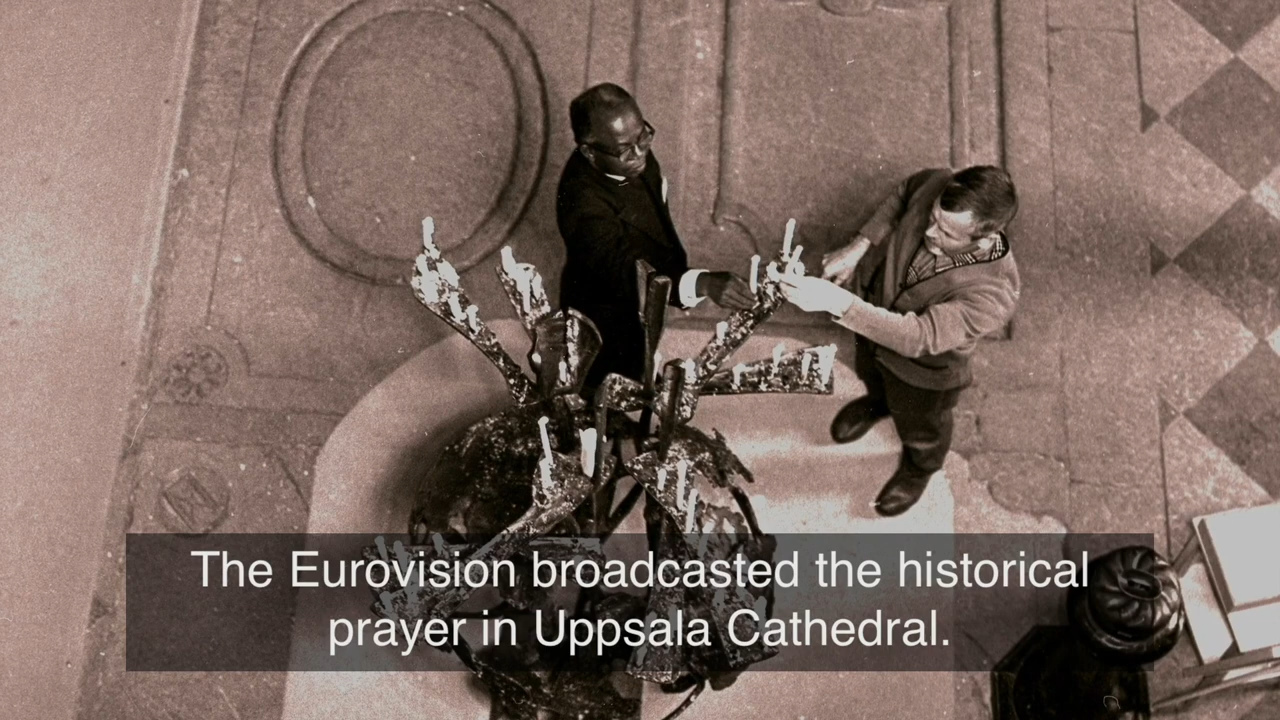 The Eurovision broadcasted the historical
prayer in Uppsala Cathedral.